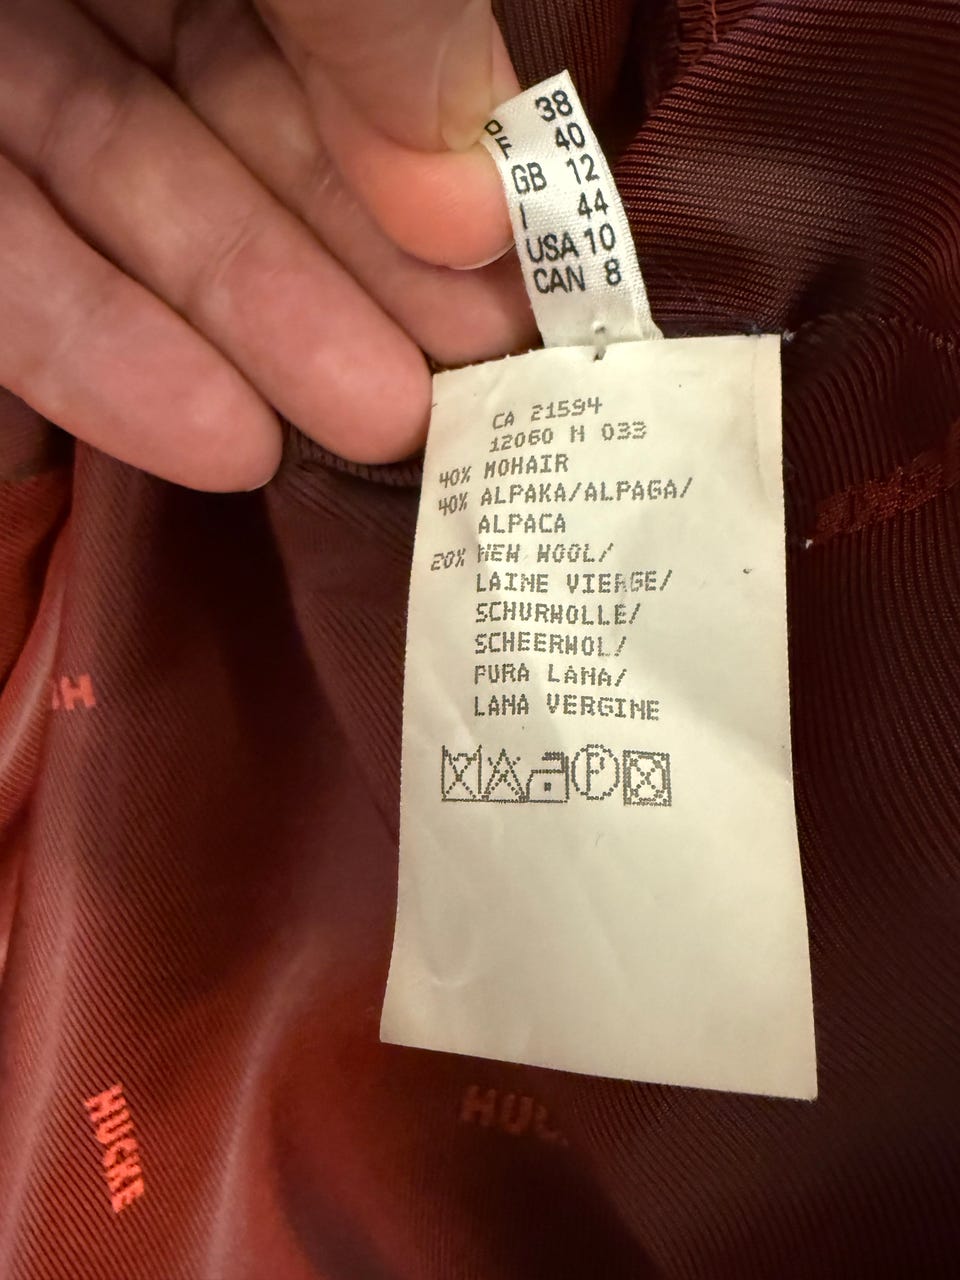 D 38
F 40
GB 12
I 44
USA 10
CAN 8
CA 21594
12060 N 033
40% MOHAIR
40% ALPAKA/ALPAGA/
ALPACA
20% NEW WOOL/
LAINE VIERGE/
SCHURWOLLE/
SCHEERWOL/
PURA LANA/
LANA VERGINE
P
HUCKE